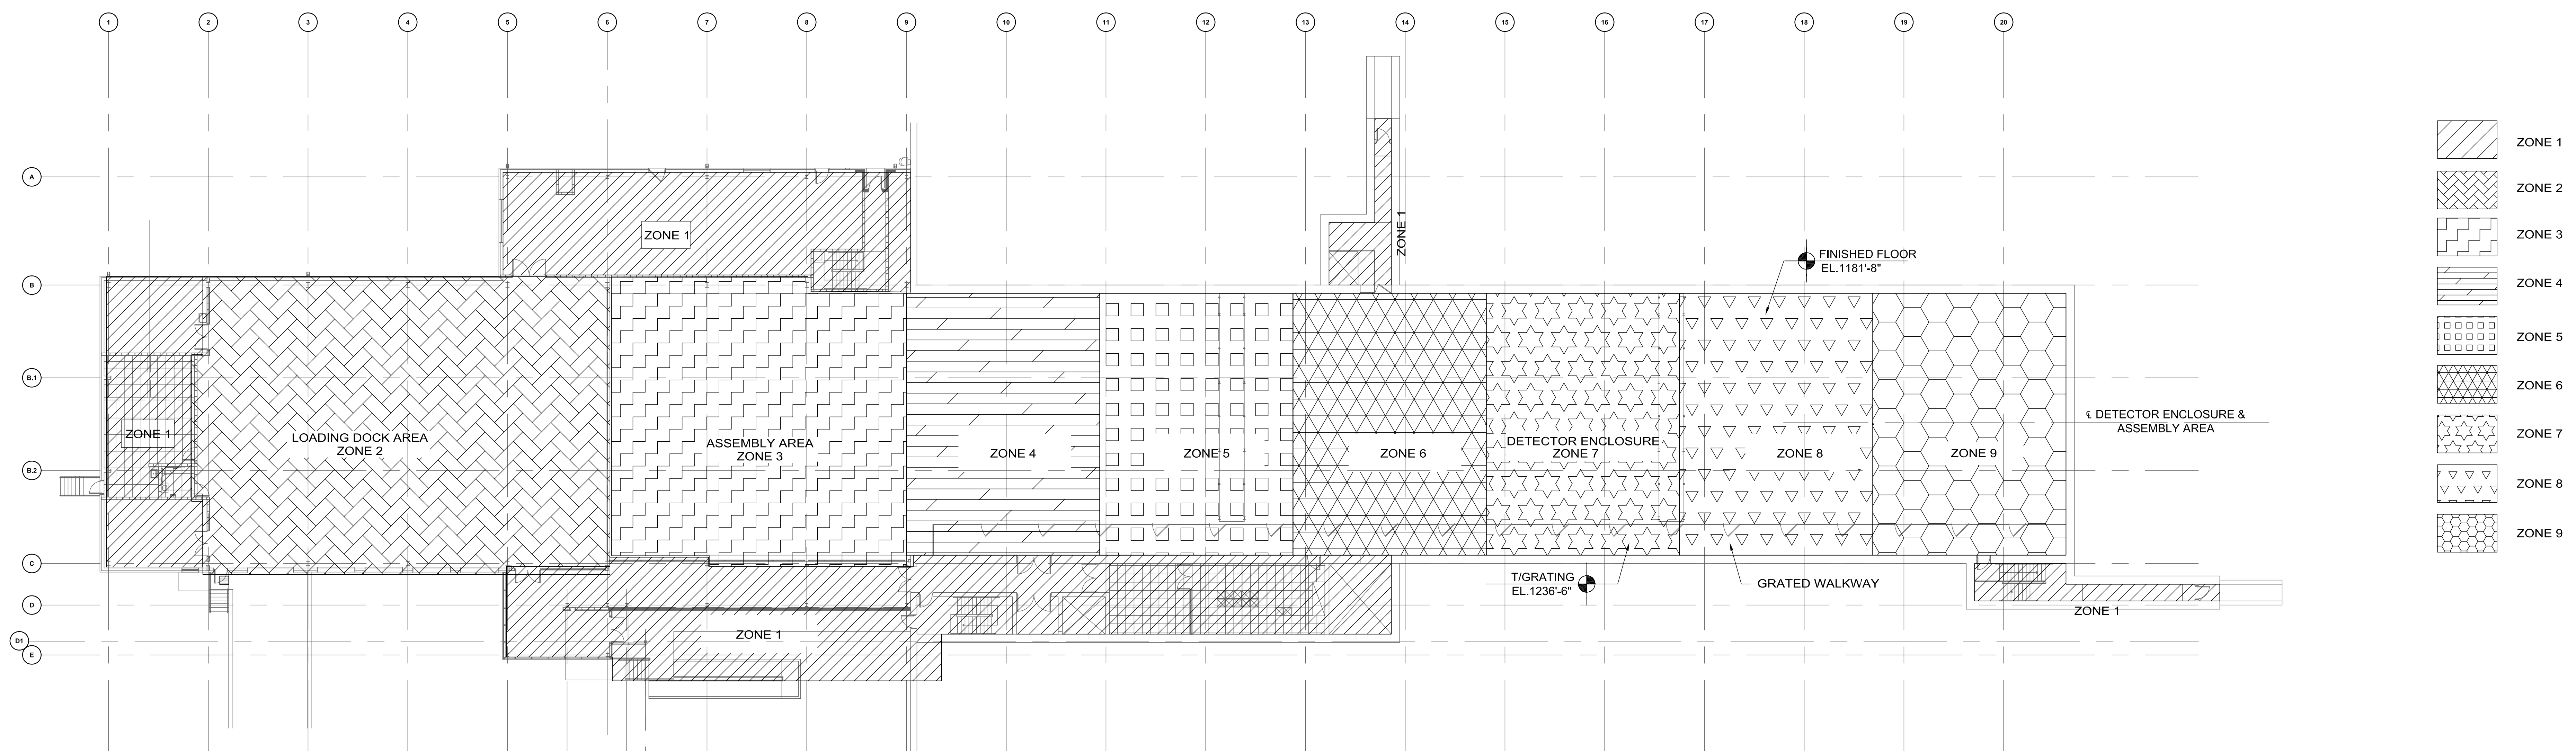 1 2 3 4 5 6 7 8 9 10 11 12 13 14 15 16 17 18 19 20
A
B
B.1
B.2
C
D
D1
E
ZONE 1
ZONE 1
LOADING DOCK AREA
ZONE 2
ASSEMBLY AREA
ZONE 3
ZONE 1
ZONE 4
ZONE 5
ZONE 6
ZONE 1
DETECTOR ENCLOSURE
ZONE 7
FINISHED FLOOR
EL.1181'-8"
ZONE 8
ZONE 9
℄ DETECTOR ENCLOSURE &
ASSEMBLY AREA
T/GRATING
EL.1236'-6"
GRATED WALKWAY
ZONE 1
ZONE 1
ZONE 2
ZONE 3
ZONE 4
ZONE 5
ZONE 6
ZONE 7
ZONE 8
ZONE 9